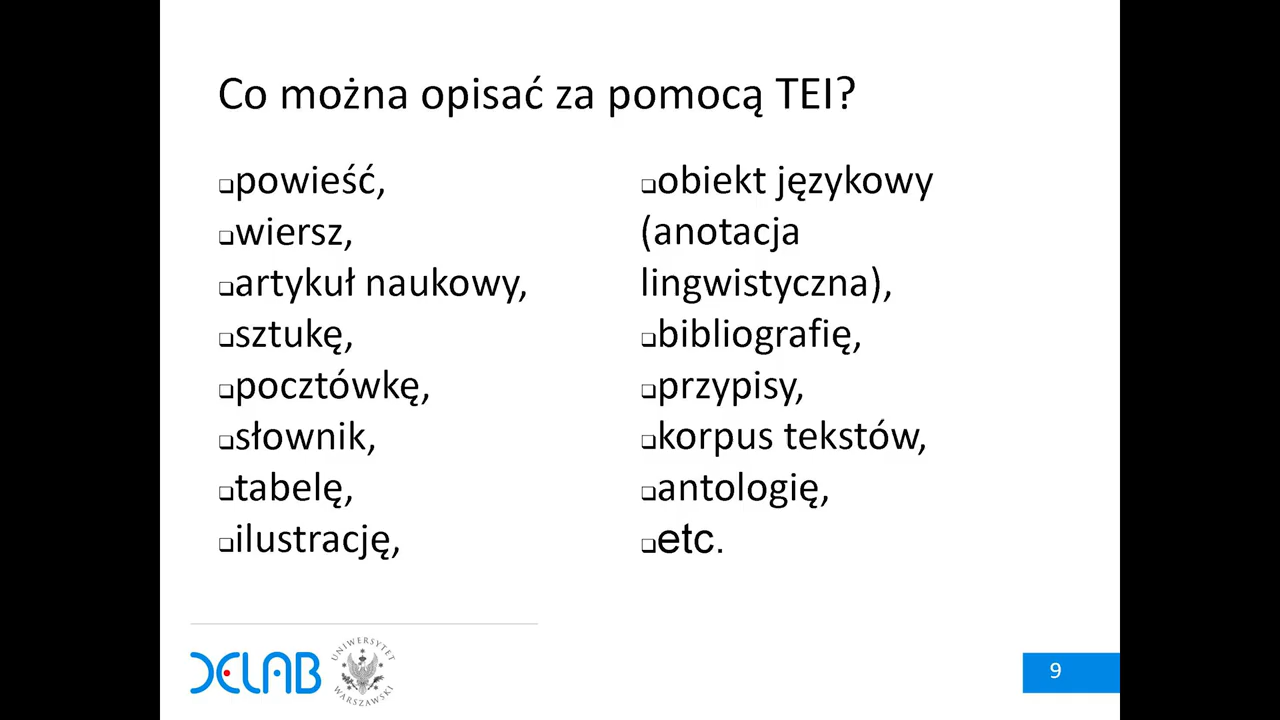 Co można opisać za pomocą TEI?
❑powieść,
❑wiersz,
❑artykuł naukowy,
❑sztukę,
❑pocztówkę,
❑słownik,
❑tabelę,
❑ilustrację,
❑obiekt językowy
(anotacja
lingwistyczna),
❑bibliografię,
❑przypisy,
❑korpus tekstów,
❑antologię,
❑etc.
DELAB
UNIWERSYTET
WARSZAWSKI
9